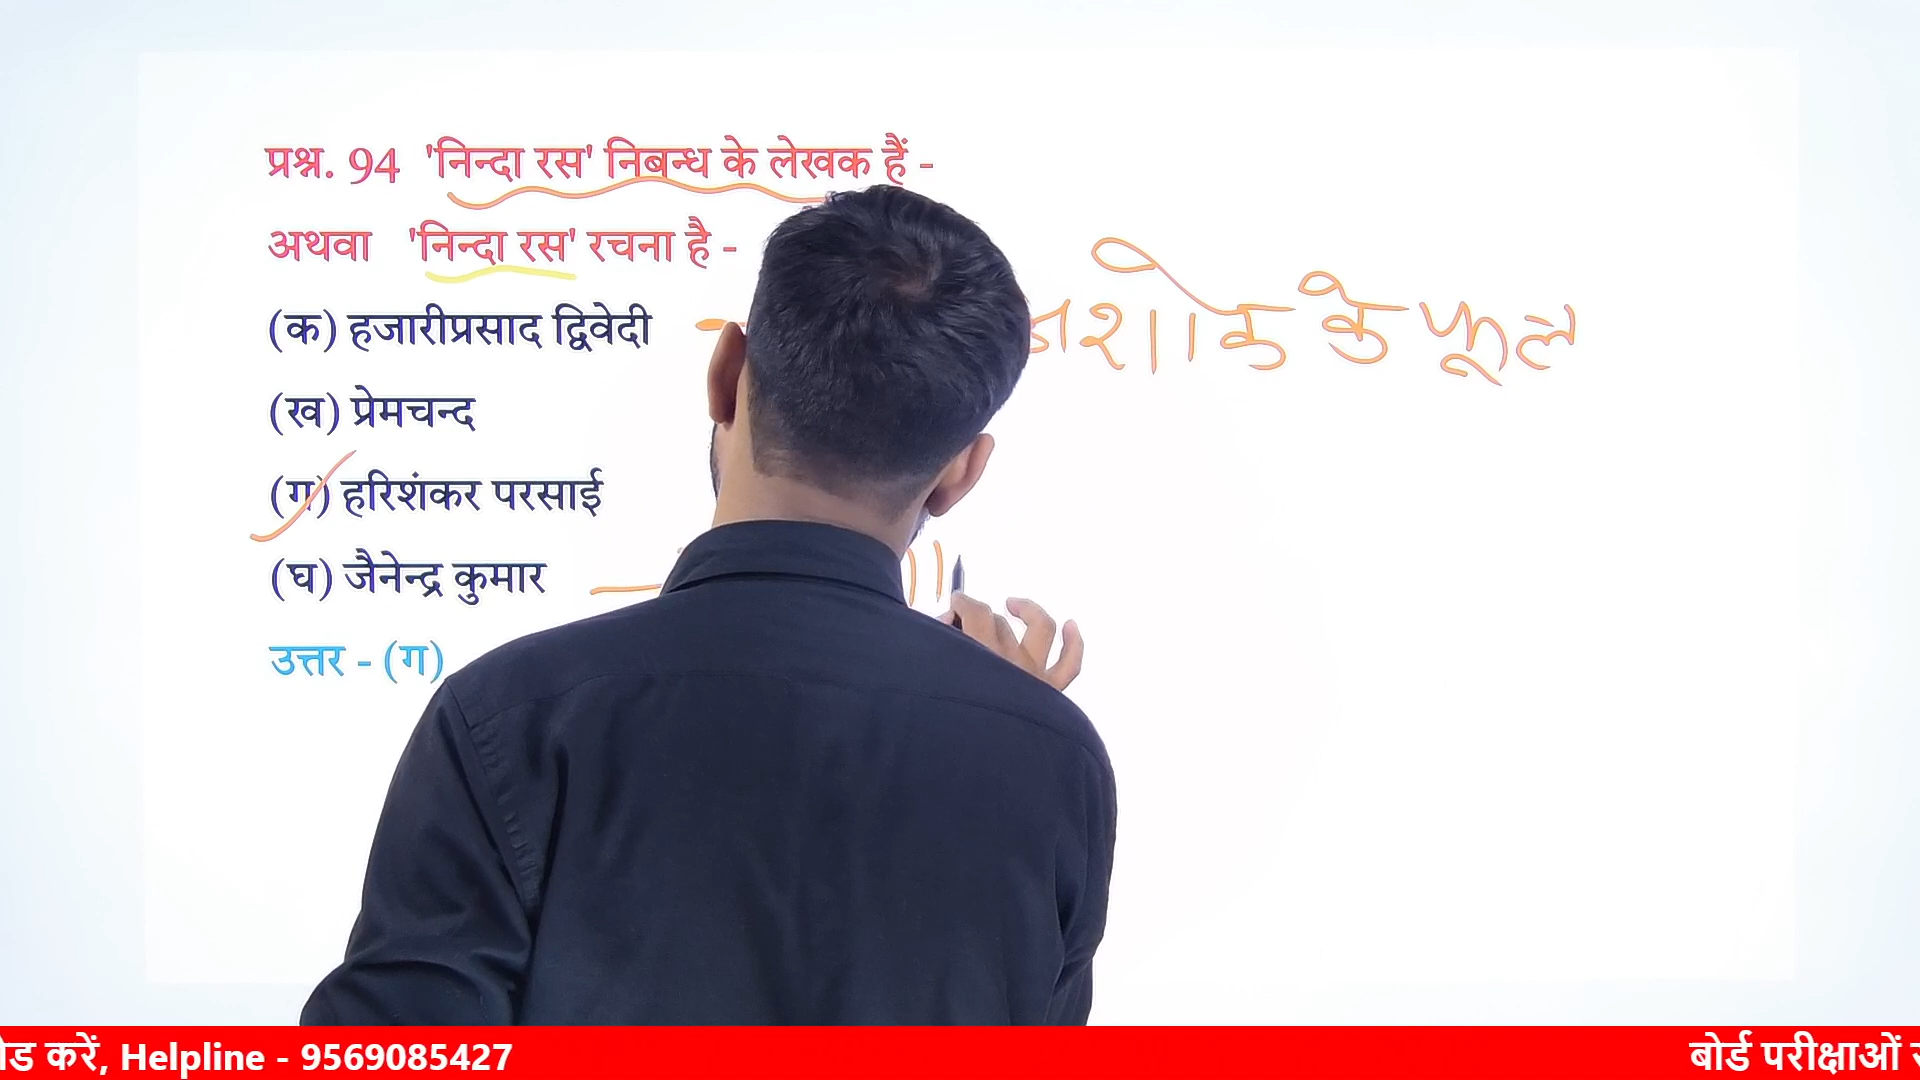 प्रश्न. 94 'निन्दा रस' निबन्ध के लेखक हैं -
अथवा 'निन्दा रस' रचना है -
(क) हजारीप्रसाद द्विवेदी
अशोक के फूल
(ख) प्रेमचन्द
(ग) हरिशंकर परसाई
(घ) जैनेन्द्र कुमार
उत्तर - (ग)
करें, Helpline - 9569085427
बोर्ड परीक्षाओं